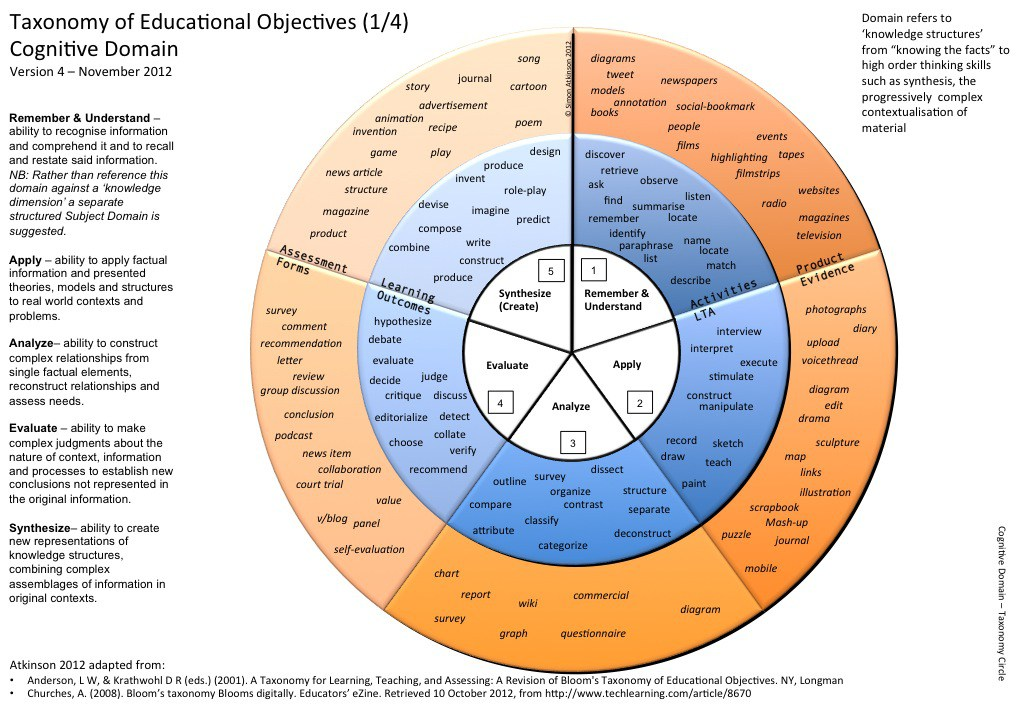 Taxonomy of Educational Objectives (1/4)
Cognitive Domain
Version 4 – November 2012
Remember & Understand –
ability to recognise information
and comprehend it and to recall
and restate said information.
NB: Rather than reference this
domain against a ‘knowledge
dimension’ a separate
structured Subject Domain is
suggested.
Apply – ability to apply factual
information and presented
theories, models and structures
to real world contexts and
problems.
Analyze– ability to construct
complex relationships from
single factual elements,
reconstruct relationships and
assess needs.
Evaluate – ability to make
complex judgments about the
nature of context, information
and processes to establish new
conclusions not represented in
the original information.
Synthesize– ability to create
new representations of
knowledge structures,
combining complex
assemblages of information in
original contexts.
Domain refers to
‘knowledge structures’
from “knowing the facts” to
high order thinking skills
such as synthesis, the
progressively complex
contextualisation of
material
© Simon Atkinson 2012
song
journal
story
cartoon
advertisement
animation
invention
recipe
poem
game
play
news article
structure
magazine
product
diagrams
tweet
newspapers
models
annotation
books
social-bookmark
people
events
films
highlighting
tapes
filmstrips
websites
radio
magazines
television
design
produce
invent
role-play
devise
imagine
predict
compose
write
combine
construct
produce
discover
retrieve
ask
observe
listen
find
summarise
remember
locate
identify
paraphrase
name
list
locate
match
describe
5
1
Synthesize
(Create)
Remember &
Understand
Evaluate
Apply
4
2
Analyze
3
Assessment
Forms
Learning
Outcomes
Activities
LTA
Product
Evidence
survey
comment
recommendation
letter
review
group discussion
conclusion
podcast
news item
collaboration
court trial
value
v/blog
panel
self-evaluation
hypothesize
debate
evaluate
decide
judge
critique
discuss
editorialize
detect
choose
collate
verify
recommend
interview
interpret
execute
stimulate
construct
manipulate
record
sketch
draw
teach
paint
photographs
diary
upload
voicethread
diagram
edit
drama
sculpture
map
links
illustration
scrapbook
Mash-up
puzzle
journal
mobile
dissect
outline
survey
organize
structure
compare
contrast
separate
classify
attribute
deconstruct
categorize
chart
report
wiki
commercial
diagram
survey
graph
questionnaire
Cognitive Domain – Taxonomy Circle
Atkinson 2012 adapted from:
• Anderson, L W, & Krathwohl D R (eds.) (2001). A Taxonomy for Learning, Teaching, and Assessing: A Revision of Bloom's Taxonomy of Educational Objectives. NY, Longman
• Churches, A. (2008). Bloom’s taxonomy Blooms digitally. Educators’ eZine. Retrieved 10 October 2012, from http://www.techlearning.com/article/8670